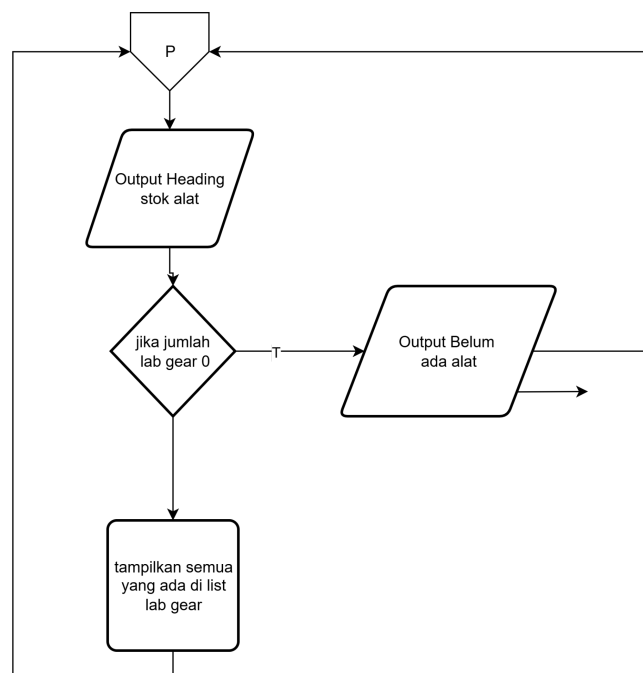 P
Output Heading
stok alat
jika jumlah
lab gear 0
T
Output Belum
ada alat
tampilkan semua
yang ada di list
lab gear